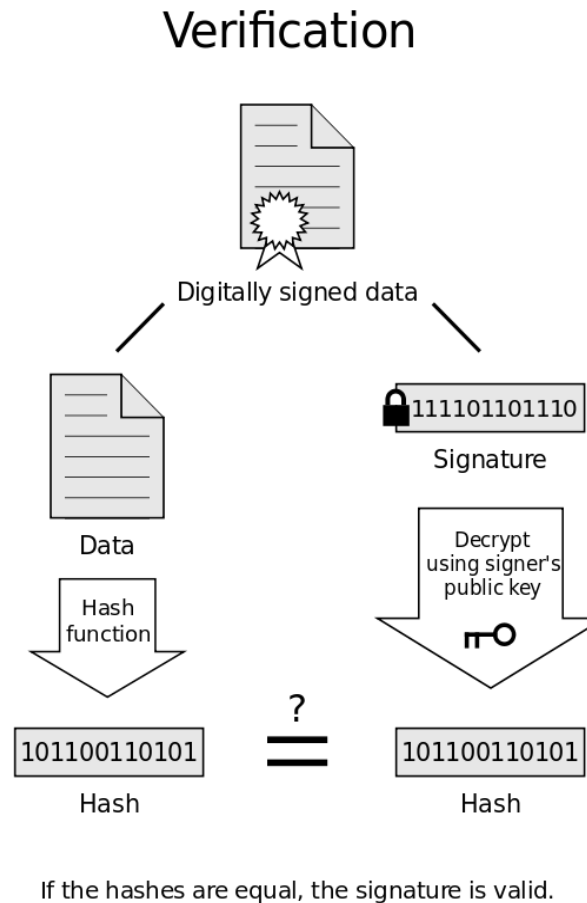 Verification
Digitally signed data
111101101110
Signature
Data
Decrypt
using signer's
public key
Hash
function
?
=
101100110101
101100110101
Hash
Hash
If the hashes are equal, the signature is valid.